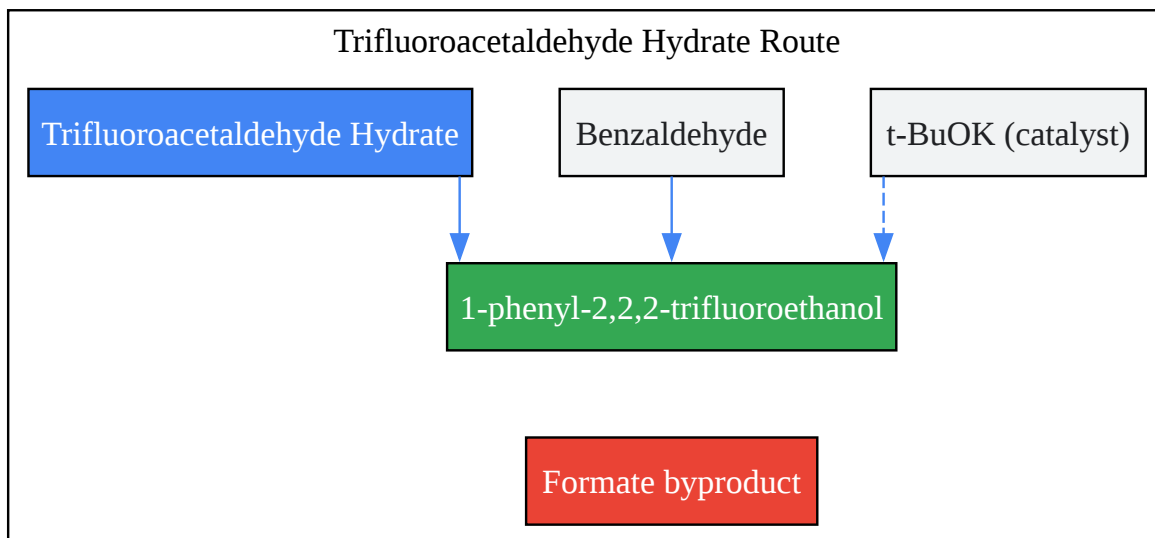 Trifluoroacetaldehyde Hydrate Route
Trifluoroacetaldehyde Hydrate
Benzaldehyde
t-BuOK (catalyst)
1-phenyl-2,2,2-trifluoroethanol
Formate byproduct